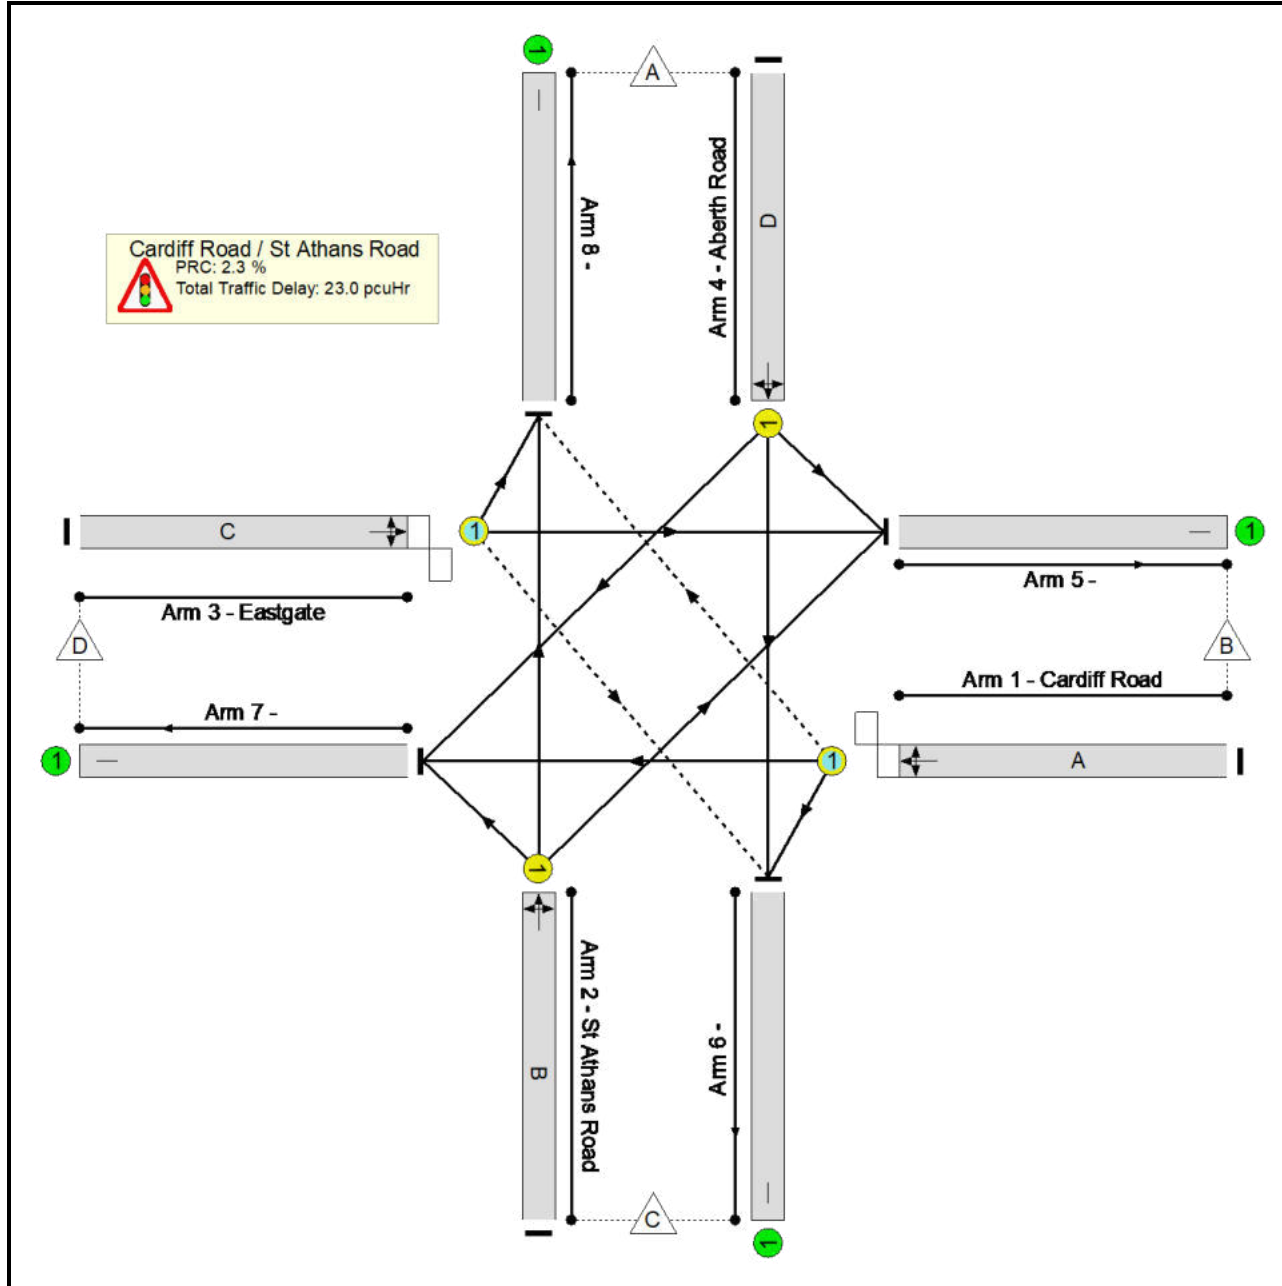 1
A
Arm 8 -
Arm 4 - Aberth Road
D
Cardiff Road / St Athans Road
PRC: 2.3 %
Total Traffic Delay: 23.0 pcuHr
1
C
1
1
Arm 3 - Eastgate
Arm 5 -
D
B
Arm 7 -
Arm 1 - Cardiff Road
1
1
A
1
B
Arm 2 - St Athans Road
Arm 6 -
C
1